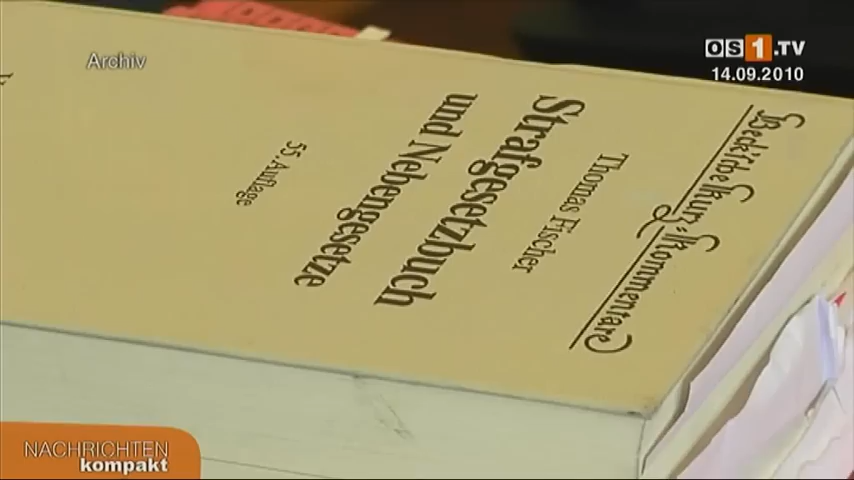 Archiv
OS1.TV
14.09.2010
Beck'sche Kurz-Kommentare
Thomas Fischer
Strafgesetzbuch
und Nebengesetze
55. Auflage
NACHRICHTEN
kompakt